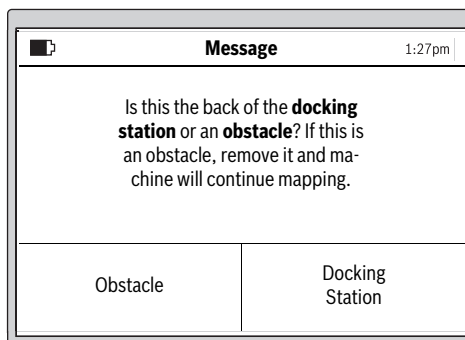 Message 1:27pm
Is this the back of the docking
station or an obstacle? If this is
an obstacle, remove it and ma-
chine will continue mapping.
Obstacle
Docking
Station